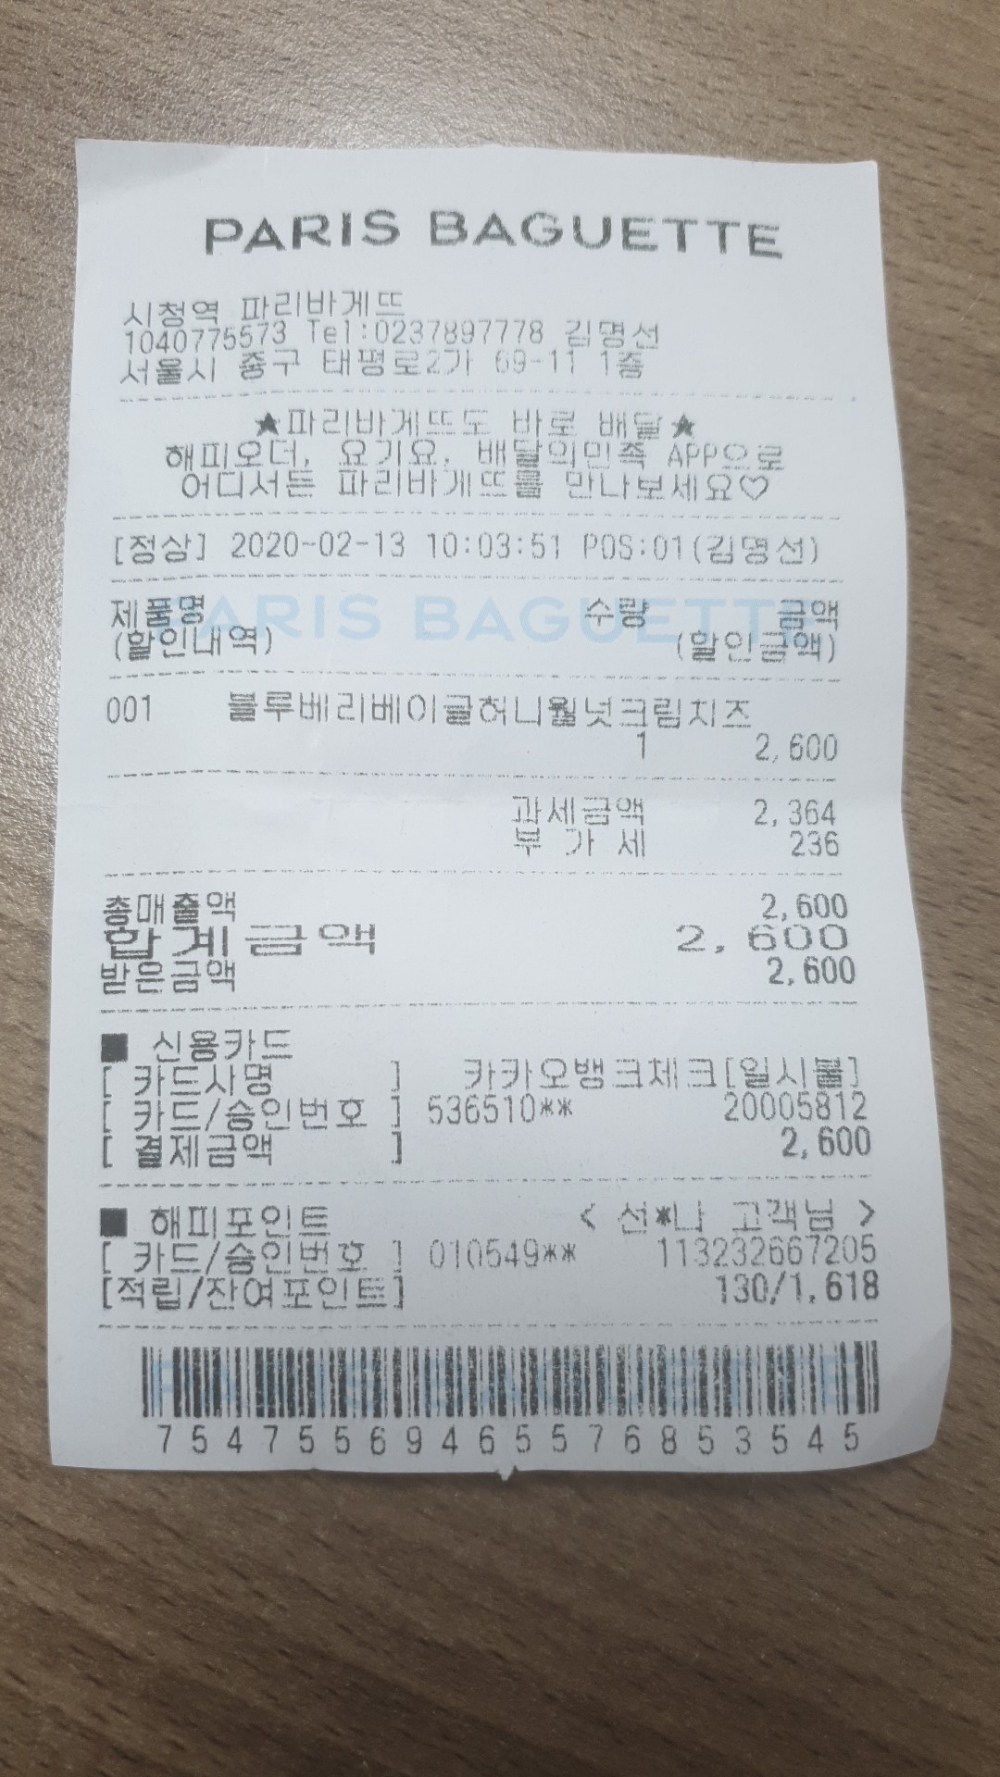 PARIS BAGUETTE
시청역 파리바게뜨
1040775573 Tel:0237897778 김명선
서울시 중구 태평로2가 69-11 1층
★파리바게뜨도 바로 배달★
해피오더, 요기요, 배달의민족 APP으로
어디서든 파리바게뜨를 만나보세요♡
[정상] 2020-02-13 10:03:51 POS:01(김명선)
PARIS BAGUETTE
제품명 수량 금액
(할인내역) (할인금액)
001 블루베리베이글허니월넛크림치즈
1 2,600
과세금액 2,364
부 가 세 236
총매출액 2,600
합계금액 2,600
받은금액 2,600
■ 신용카드
[ 카드사명 ] 카카오뱅크체크[일시불]
[ 카드/승인번호 ] 536510** 20005812
[ 결제금액 ] 2,600
■ 해피포인트 < 선*나 고객님 >
[ 카드/승인번호 ] 010549** 113232667205
[적립/잔여포인트] 130/1,618
PARIS BAGUETTE
7547556946557685 3545